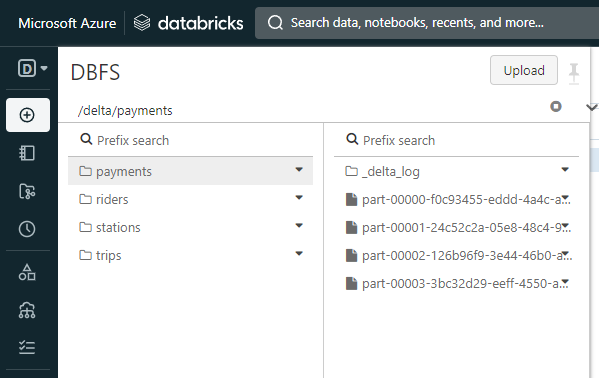 Microsoft Azure databricks Search data, notebooks, recents, and more...
D DBFS Upload
/delta/payments
Prefix search
payments
riders
stations
trips
Prefix search
_delta_log
part-00000-f0c93455-eddd-4a4c-a...
part-00001-24c52c2a-05e8-48c4-9...
part-00002-126b96f9-3e44-46b0-a...
part-00003-3bc32d29-eeff-4550-a...